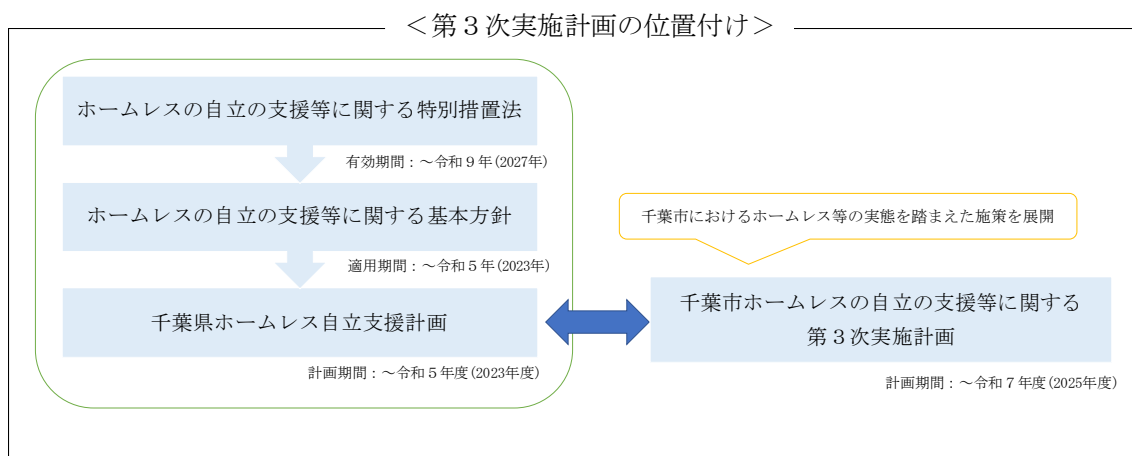 ＜第３次実施計画の位置付け＞
ホームレスの自立の支援等に関する特別措置法
有効期間：～令和９年(2027年)
ホームレスの自立の支援等に関する基本方針
適用期間：～令和５年(2023年)
千葉県ホームレス自立支援計画
計画期間：～令和５年度(2023年度)
千葉市におけるホームレス等の実態を踏まえた施策を展開
千葉市ホームレスの自立の支援等に関する
第３次実施計画
計画期間：～令和７年度(2025年度)